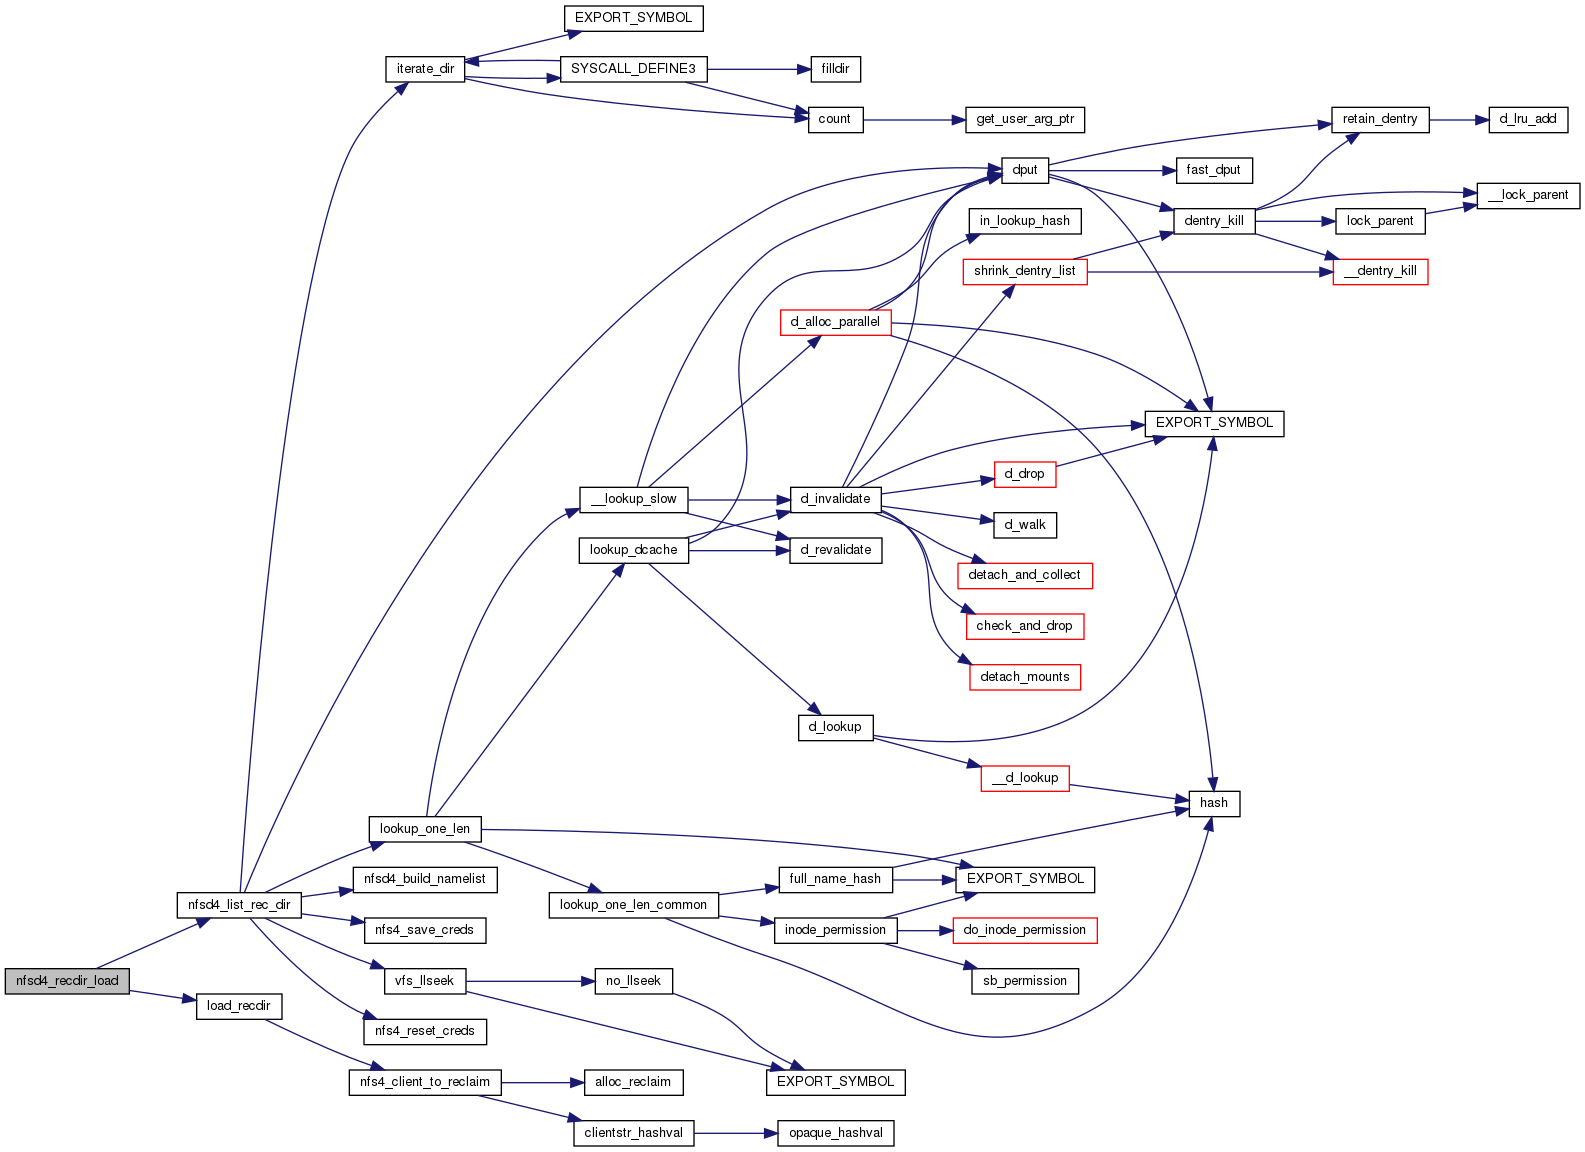 EXPORT_SYMBOL
iterate_dir
SYSCALL_DEFINE3
filldir
count
get_user_arg_ptr
retain_dentry
d_lru_add
dput
fast_dput
__lock_parent
in_lookup_hash
dentry_kill
lock_parent
shrink_dentry_list
__dentry_kill
d_alloc_parallel
EXPORT_SYMBOL
d_drop
__lookup_slow
d_invalidate
d_walk
lookup_dcache
d_revalidate
detach_and_collect
check_and_drop
detach_mounts
d_lookup
__d_lookup
hash
lookup_one_len
nfsd4_build_namelist
full_name_hash
EXPORT_SYMBOL
nfsd4_list_rec_dir
lookup_one_len_common
nfs4_save_creds
inode_permission
do_inode_permission
nfsd4_recdir_load
vfs_llseek
no_llseek
sb_permission
load_recdir
nfs4_reset_creds
nfs4_client_to_reclaim
alloc_reclaim
EXPORT_SYMBOL
clientstr_hashval
opaque_hashval